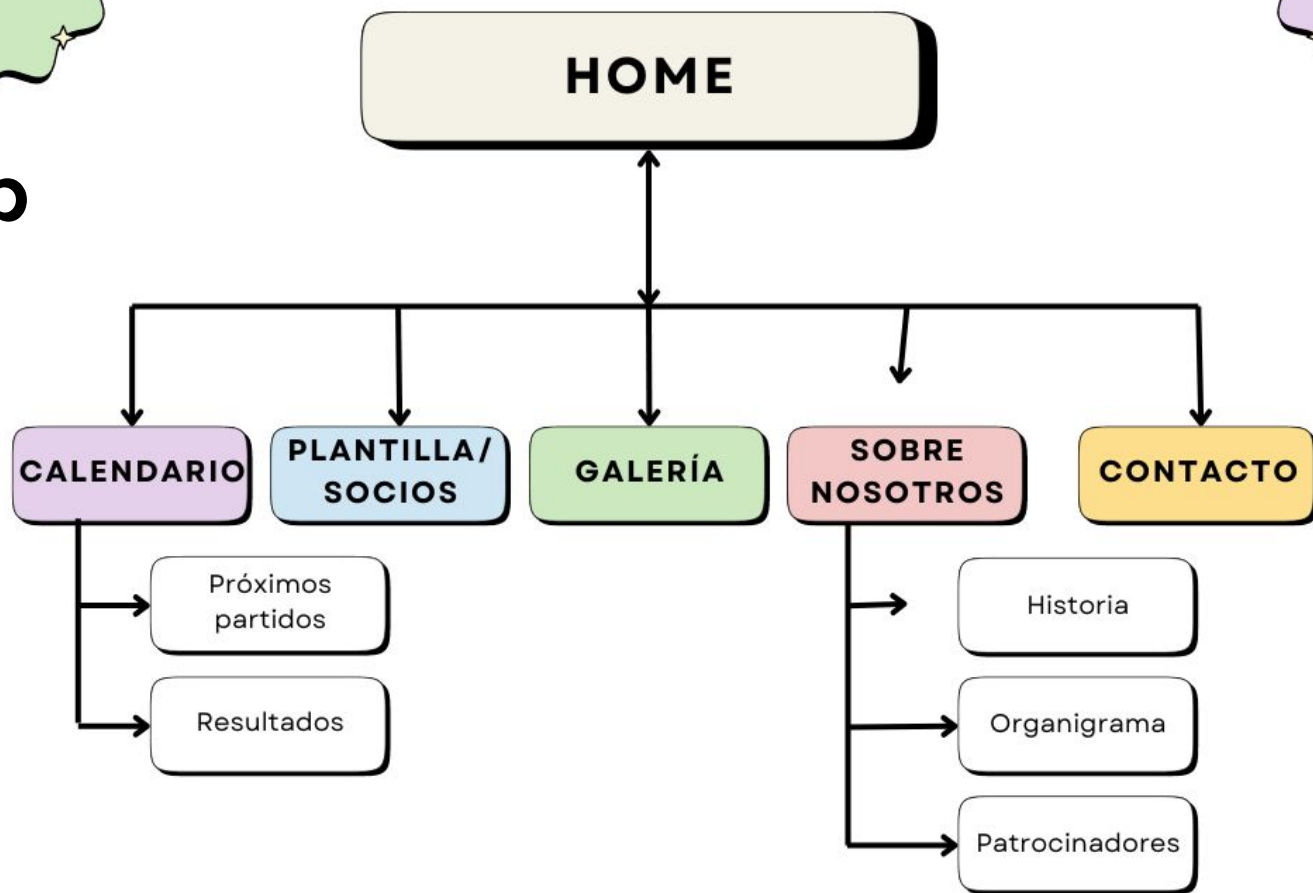 HOME
CALENDARIO
PLANTILLA/
SOCIOS
GALERÍA
SOBRE
NOSOTROS
CONTACTO
Próximos
partidos
Resultados
Historia
Organigrama
Patrocinadores